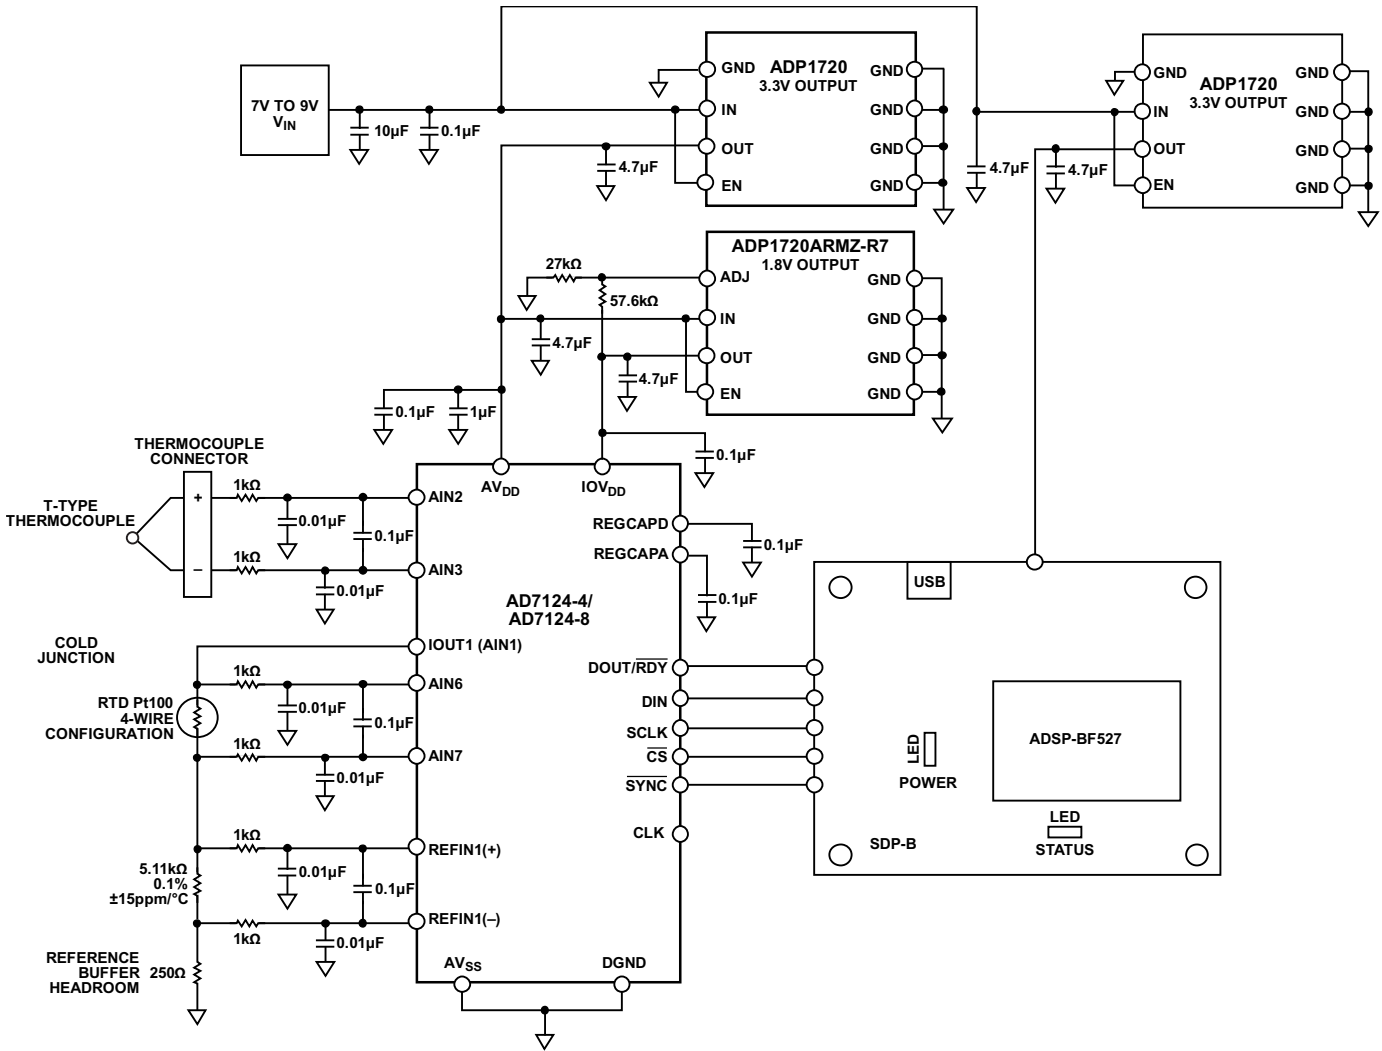 7V TO 9V
VIN
10µF
0.1µF
4.7µF
GND
IN
OUT
EN
ADP1720
3.3V OUTPUT
GND
GND
GND
GND
4.7µF
4.7µF
GND
IN
OUT
EN
ADP1720
3.3V OUTPUT
GND
GND
GND
GND
27kΩ
57.6kΩ
4.7µF
4.7µF
ADP1720ARMZ-R7
1.8V OUTPUT
ADJ
IN
OUT
EN
GND
GND
GND
GND
0.1µF
1µF
0.1µF
THERMOCOUPLE
CONNECTOR
T-TYPE
THERMOCOUPLE
+
–
1kΩ
0.01µF
0.1µF
1kΩ
0.01µF
AVDD
IOVDD
AIN2
AIN3
REGCAPD
REGCAPA
0.1µF
0.1µF
AD7124-4/
AD7124-8
COLD
JUNCTION
IOUT1 (AIN1)
1kΩ
AIN6
RTD Pt100
4-WIRE
CONFIGURATION
0.01µF
0.1µF
1kΩ
AIN7
0.01µF
DOUT/RDY
DIN
SCLK
CS
SYNC
CLK
1kΩ
REFIN1(+)
5.11kΩ
0.1%
±15ppm/°C
0.01µF
0.1µF
REFIN1(–)
1kΩ
0.01µF
REFERENCE
BUFFER
HEADROOM
250Ω
AVSS
DGND
USB
ADSP-BF527
LED
POWER
LED
STATUS
SDP-B